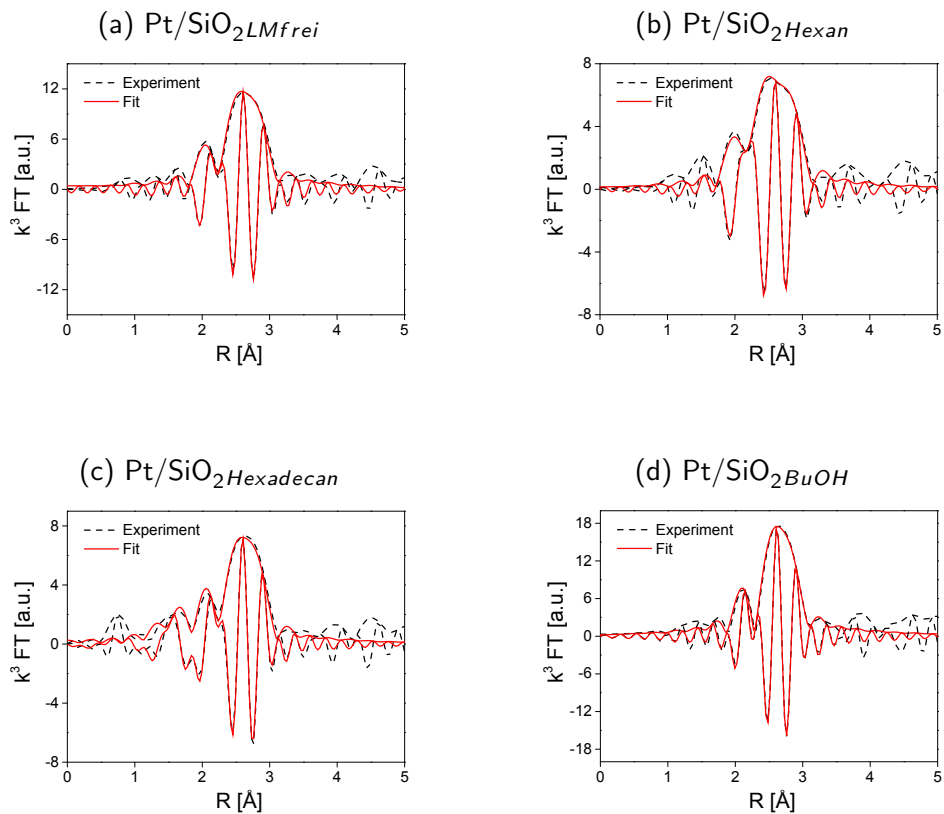 (a) Pt/SiO2LMfrei
Experiment
Fit
k3 FT [a.u.]
12
6
0
-6
-12
0 1 2 3 4 5
R [Å]
(b) Pt/SiO2Hexan
Experiment
Fit
k3 FT [a.u.]
8
4
0
-4
-8
0 1 2 3 4 5
R [Å]
(c) Pt/SiO2Hexadecan
Experiment
Fit
k3 FT [a.u.]
8
4
0
-4
-8
0 1 2 3 4 5
R [Å]
(d) Pt/SiO2BuOH
Experiment
Fit
k3 FT [a.u.]
18
12
6
0
-6
-12
-18
0 1 2 3 4 5
R [Å]